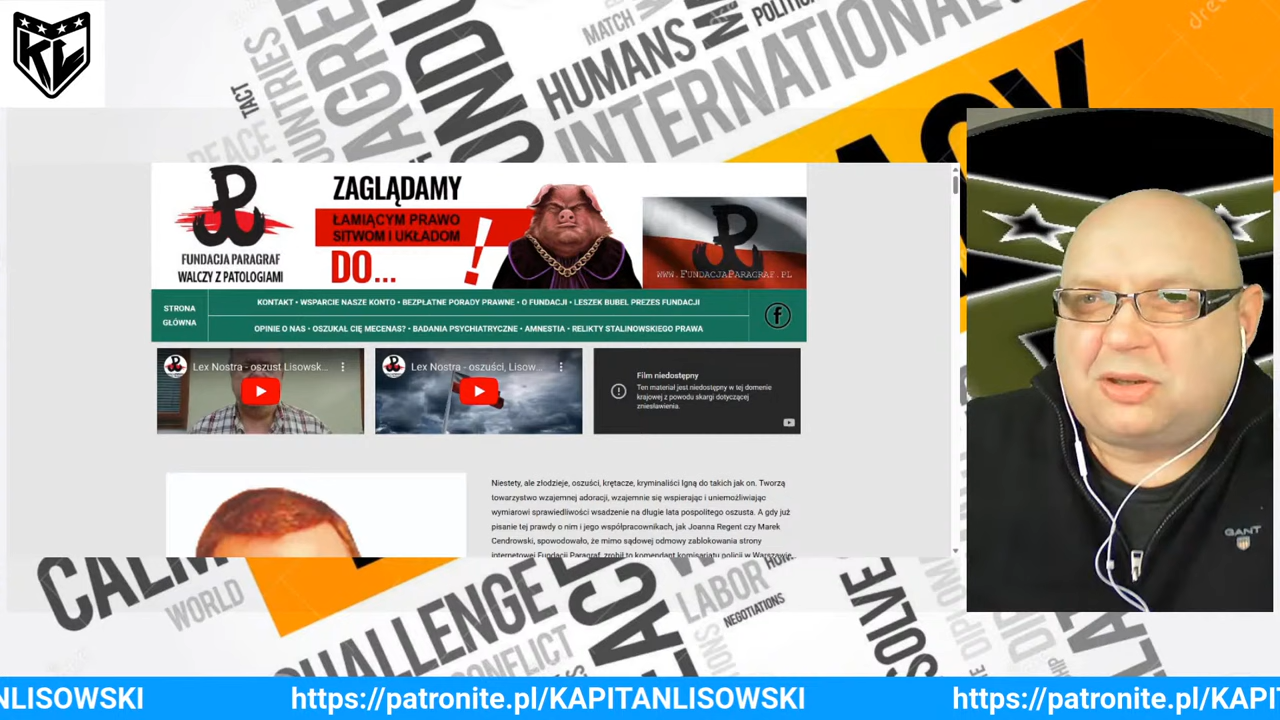 KL
TACT
COUNTRIES
PEACE
AGREE
MATCH
HUMANS
INTERNATIONAL
ZAGLĄDAMY
ŁAMIĄCYM PRAWO
SITWOM I UKŁADOM
DO... !
FUNDACJA PARAGRAF
WALCZY Z PATOLOGIAMI
WWW.FUNDACJAPARAGRAF.PL
STRONA
GŁÓWNA
KONTAKT • WSPARCIE NASZE KONTO • BEZPŁATNE PORADY PRAWNE • O FUNDACJI • LESZEK BUBEL PREZES FUNDACJI
OPINIE O NAS • OSZUKAŁ CIĘ MECENAS? • BADANIA PSYCHIATRYCZNE • AMNESTIA • RELIKTY STALINOWSKIEGO PRAWA
Lex Nostra - oszust Lisowsk...
Lex Nostra - oszuści, Lisow...
Film niedostępny
Ten materiał jest niedostępny w tej domenie
krajowej z powodu skargi dotyczącej
zniesławienia.
Niestety, ale złodzieje, oszuści, krętacze, kryminaliści lgną do takich jak on. Tworzą
towarzystwo wzajemnej adoracji, wzajemnie się wspierając i uniemożliwiając
wymiarowi sprawiedliwości wsadzenie na długie lata pospolitego oszusta. A gdy już
pisanie tej prawdy o nim i jego współpracownikach, jak Joanna Regent czy Marek
Cendrowski, spowodowało, że mimo sądowej odmowy zablokowania strony
internetowej Fundacji Paragraf, zrobił to komendant komisariatu policji w Warszawie
GANT
CALM
WORLD
CHALLENGE
CONFLICT
LABOR
NEGOTIATIONS
SOLVE
NLISOWSKI https://patronite.pl/KAPITANLISOWSKI https://patronite.pl/KAPIT